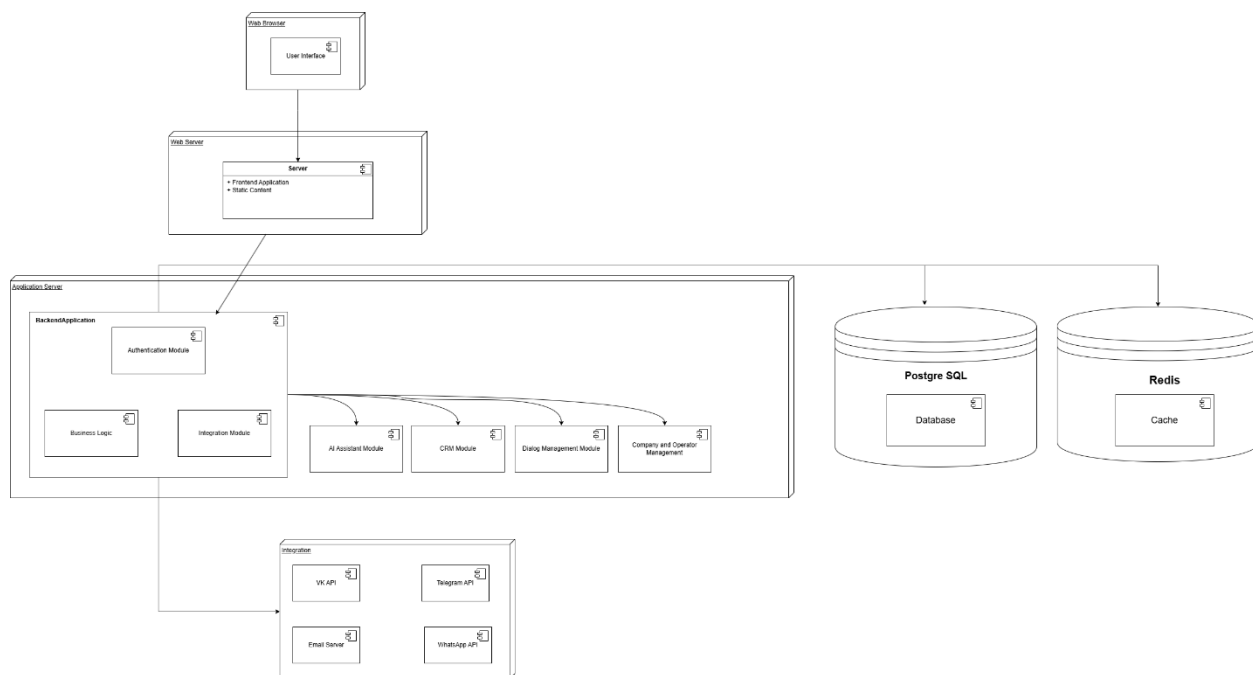 Web Browser
User Interface
Web Server
Server
+ Frontend Application
+ Static Content
Application Server
BackendApplication
Authentication Module
Business Logic
Integration Module
AI Assistant Module
CRM Module
Dialog Management Module
Company and Operator
Management
Postgre SQL
Database
Redis
Cache
Integration
VK API
Telegram API
Email Server
WhatsApp API